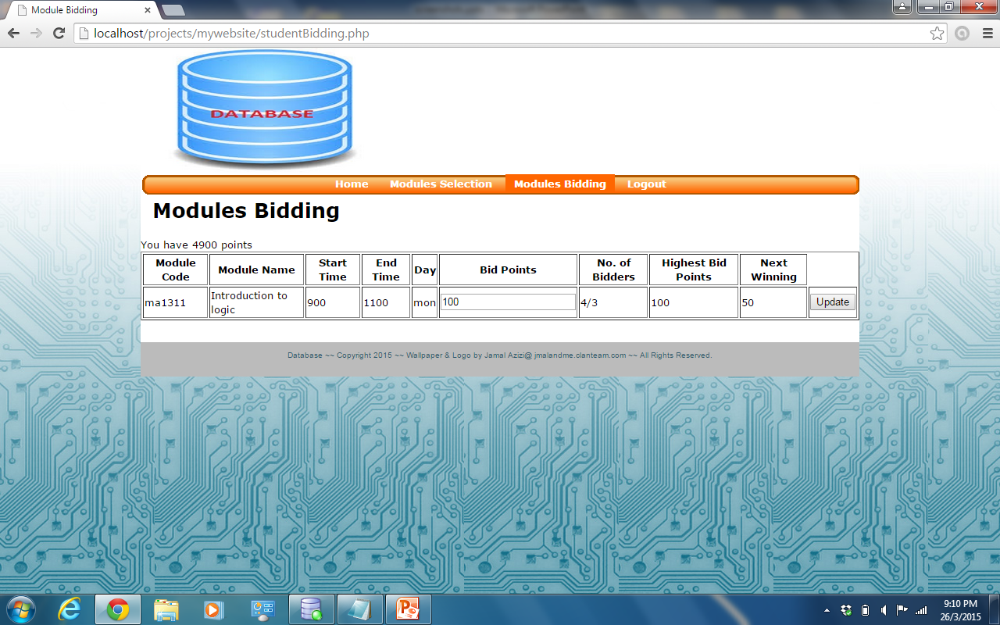 Module Bidding
localhost/projects/mywebsite/studentBidding.php
DATABASE
Home Modules Selection Modules Bidding Logout
Modules Bidding
You have 4900 points
Module Code Module Name Start Time End Time Day Bid Points No. of Bidders Highest Bid Points Next Winning
ma1311 Introduction to logic 900 1100 mon 100 4/3 100 50 Update
Database ~~ Copyright 2015 ~~ Wallpaper & Logo by Jamal Azizi@ jmalandme.clanteam.com ~~ All Rights Reserved.
9:10 PM
26/3/2015